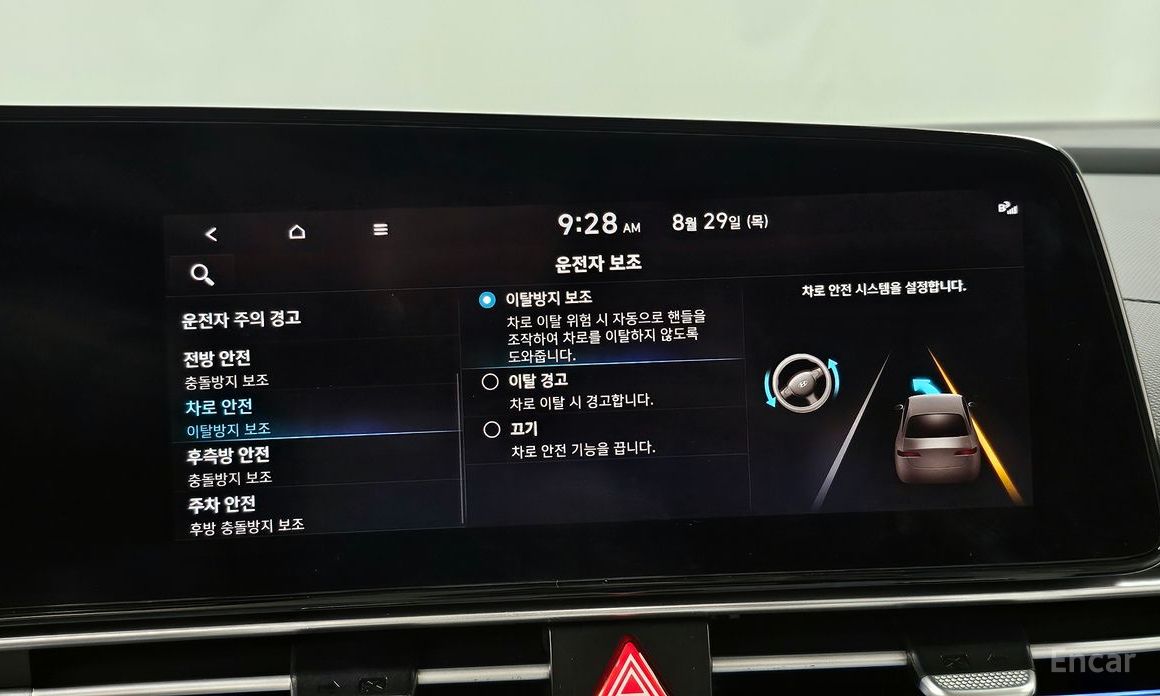 9:28 AM 8월 29일 (목)
운전자 보조
운전자 주의 경고
전방 안전
충돌방지 보조
차로 안전
이탈방지 보조
후측방 안전
충돌방지 보조
주차 안전
후방 충돌방지 보조
이탈방지 보조
차로 이탈 위험 시 자동으로 핸들을
조작하여 차로를 이탈하지 않도록
도와줍니다.
이탈 경고
차로 이탈 시 경고합니다.
끄기
차로 안전 기능을 끕니다.
차로 안전 시스템을 설정합니다.
Encar